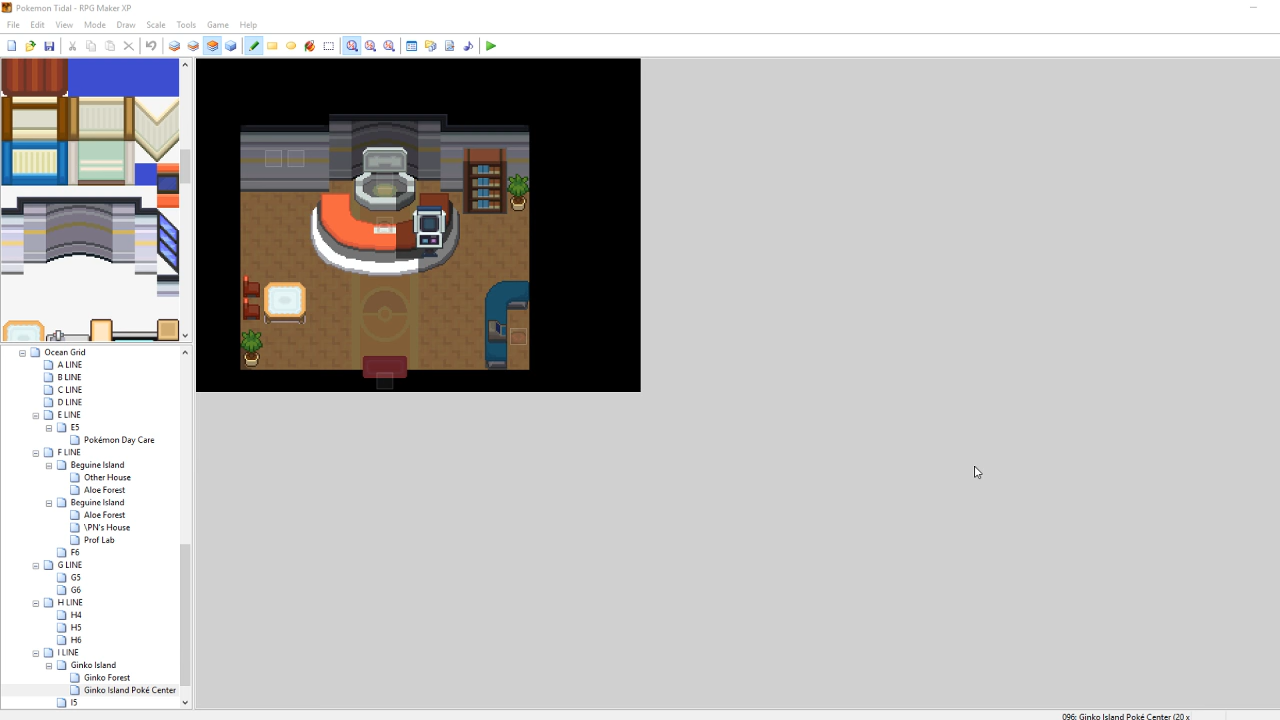 Pokemon Tidal - RPG Maker XP
File Edit View Mode Draw Scale Tools Game Help
Ocean Grid
A LINE
B LINE
C LINE
D LINE
E LINE
E5
Pokémon Day Care
F LINE
Beguine Island
Other House
Aloe Forest
Beguine Island
Aloe Forest
\PN's House
Prof Lab
F6
G LINE
G5
G6
H LINE
H4
H5
H6
I LINE
Ginko Island
Ginko Forest
Ginko Island Poké Center
I5
096: Ginko Island Poké Center (20 x